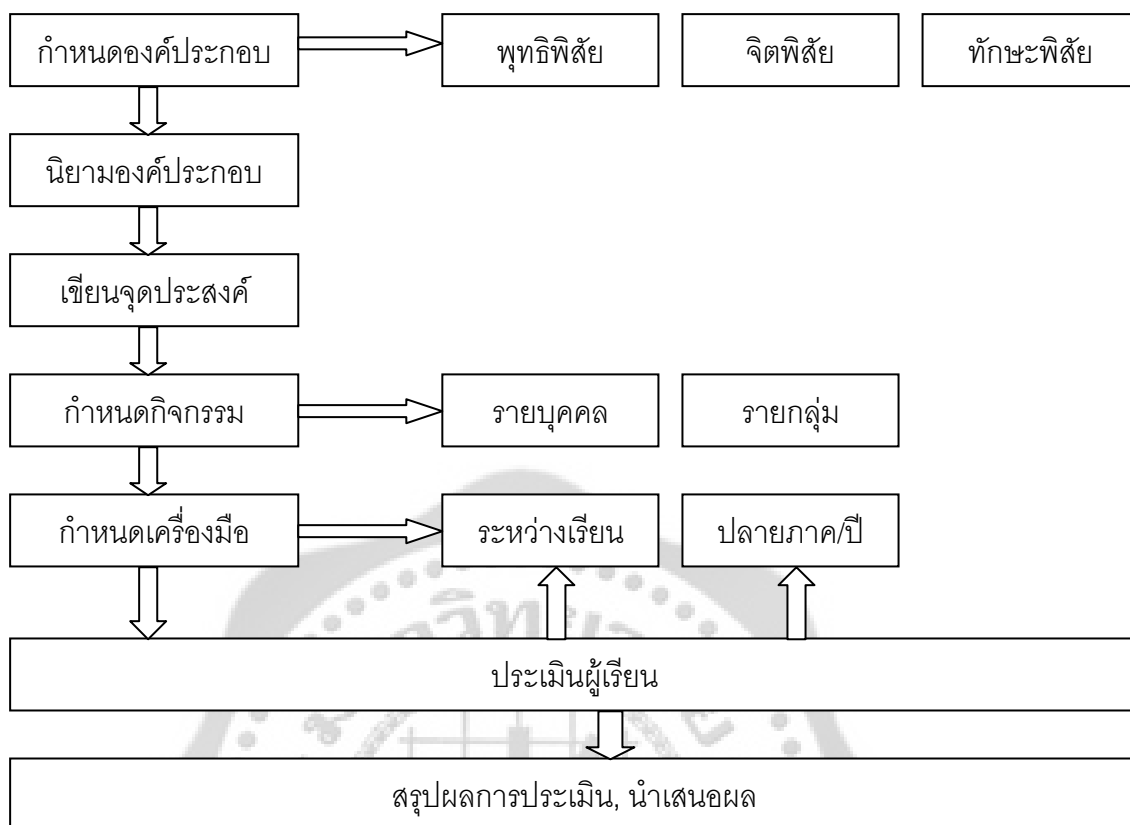 กำหนดองค์ประกอบ พุทธิพิสัย จิตพิสัย ทักษะพิสัย
นิยามองค์ประกอบ
เขียนจุดประสงค์
กำหนดกิจกรรม รายบุคคล รายกลุ่ม
กำหนดเครื่องมือ ระหว่างเรียน ปลายภาค/ปี
ประเมินผู้เรียน
สรุปผลการประเมิน, นำเสนอผล